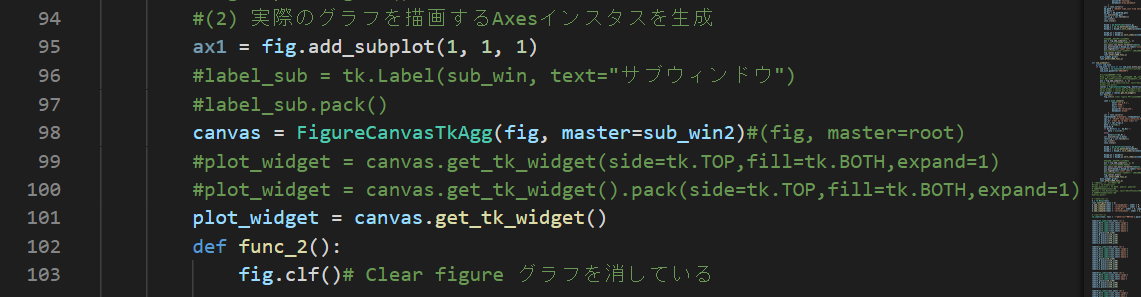 94 #(2) 実際のグラフを描画するAxesインスタスを生成
95 ax1 = fig.add_subplot(1, 1, 1)
96 #label_sub = tk.Label(sub_win, text="サブウィンドウ")
97 #label_sub.pack()
98 canvas = FigureCanvasTkAgg(fig, master=sub_win2)#(fig, master=root)
99 #plot_widget = canvas.get_tk_widget(side=tk.TOP,fill=tk.BOTH,expand=1)
100 #plot_widget = canvas.get_tk_widget().pack(side=tk.TOP,fill=tk.BOTH,expand=1)
101 plot_widget = canvas.get_tk_widget()
102 def func_2():
103 fig.clf()# Clear figure グラフを消している